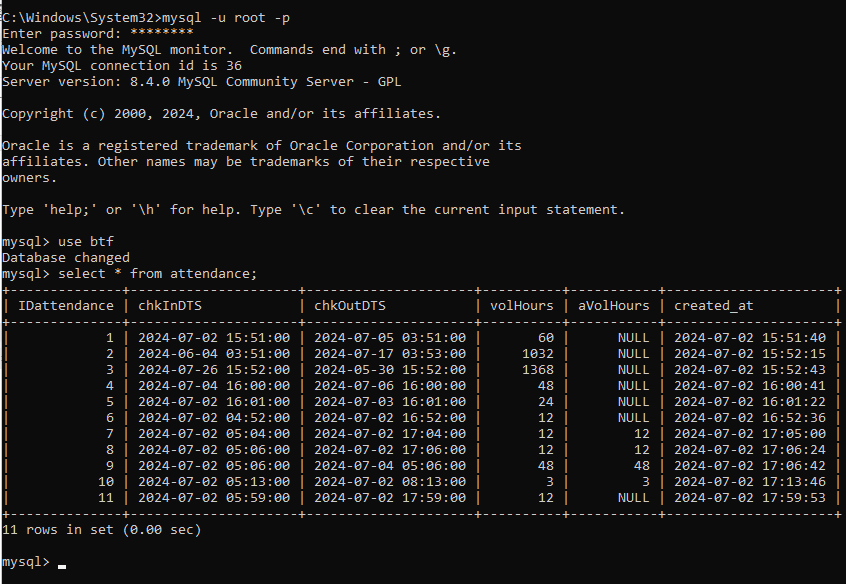 C:\Windows\System32>mysql -u root -p
Enter password: ********
Welcome to the MySQL monitor.  Commands end with ; or \g.
Your MySQL connection id is 36
Server version: 8.4.0 MySQL Community Server - GPL

Copyright (c) 2000, 2024, Oracle and/or its affiliates.

Oracle is a registered trademark of Oracle Corporation and/or its
affiliates. Other names may be trademarks of their respective
owners.

Type 'help;' or '\h' for help. Type '\c' to clear the current input statement.

mysql> use btf
Database changed
mysql> select * from attendance;
+--------------+---------------------+---------------------+----------+-----------+---------------------+
| IDattendance | chkInDTS            | chkOutDTS           | volHours | aVolHours | created_at          |
+--------------+---------------------+---------------------+----------+-----------+---------------------+
|            1 | 2024-07-02 15:51:00 | 2024-07-05 03:51:00 |       60 |      NULL | 2024-07-02 15:51:40 |
|            2 | 2024-06-04 03:51:00 | 2024-07-17 03:53:00 |     1032 |      NULL | 2024-07-02 15:52:15 |
|            3 | 2024-07-26 15:52:00 | 2024-05-30 15:52:00 |     1368 |      NULL | 2024-07-02 15:52:43 |
|            4 | 2024-07-04 16:00:00 | 2024-07-06 16:00:00 |       48 |      NULL | 2024-07-02 16:00:41 |
|            5 | 2024-07-02 16:01:00 | 2024-07-03 16:01:00 |       24 |      NULL | 2024-07-02 16:01:22 |
|            6 | 2024-07-02 04:52:00 | 2024-07-02 16:52:00 |       12 |      NULL | 2024-07-02 16:52:36 |
|            7 | 2024-07-02 05:04:00 | 2024-07-02 17:04:00 |       12 |        12 | 2024-07-02 17:05:00 |
|            8 | 2024-07-02 05:06:00 | 2024-07-02 17:06:00 |       12 |        12 | 2024-07-02 17:06:24 |
|            9 | 2024-07-02 05:06:00 | 2024-07-04 05:06:00 |       48 |        48 | 2024-07-02 17:06:42 |
|           10 | 2024-07-02 05:13:00 | 2024-07-02 08:13:00 |        3 |         3 | 2024-07-02 17:13:46 |
|           11 | 2024-07-02 05:59:00 | 2024-07-02 17:59:00 |       12 |      NULL | 2024-07-02 17:59:53 |
+--------------+---------------------+---------------------+----------+-----------+---------------------+
11 rows in set (0.00 sec)

mysql> _